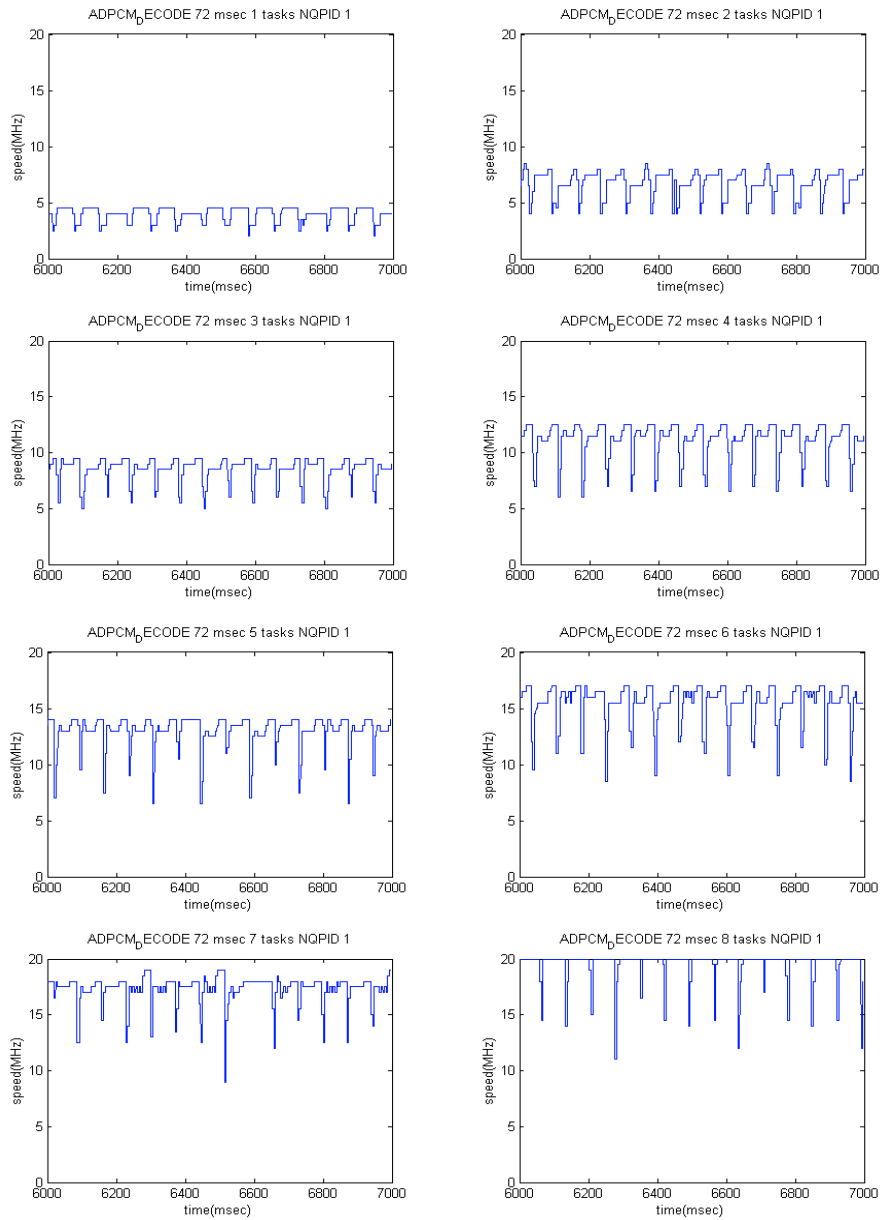 ADPCM_DECODE 72 msec 1 tasks NQPID 1
20
15
10
5
0
speed(MHz)
6000 6200 6400 6600 6800 7000
time(msec)
ADPCM_DECODE 72 msec 2 tasks NQPID 1
20
15
10
5
0
speed(MHz)
6000 6200 6400 6600 6800 7000
time(msec)
ADPCM_DECODE 72 msec 3 tasks NQPID 1
20
15
10
5
0
speed(MHz)
6000 6200 6400 6600 6800 7000
time(msec)
ADPCM_DECODE 72 msec 4 tasks NQPID 1
20
15
10
5
0
speed(MHz)
6000 6200 6400 6600 6800 7000
time(msec)
ADPCM_DECODE 72 msec 5 tasks NQPID 1
20
15
10
5
0
speed(MHz)
6000 6200 6400 6600 6800 7000
time(msec)
ADPCM_DECODE 72 msec 6 tasks NQPID 1
20
15
10
5
0
speed(MHz)
6000 6200 6400 6600 6800 7000
time(msec)
ADPCM_DECODE 72 msec 7 tasks NQPID 1
20
15
10
5
0
speed(MHz)
6000 6200 6400 6600 6800 7000
time(msec)
ADPCM_DECODE 72 msec 8 tasks NQPID 1
20
15
10
5
0
speed(MHz)
6000 6200 6400 6600 6800 7000
time(msec)